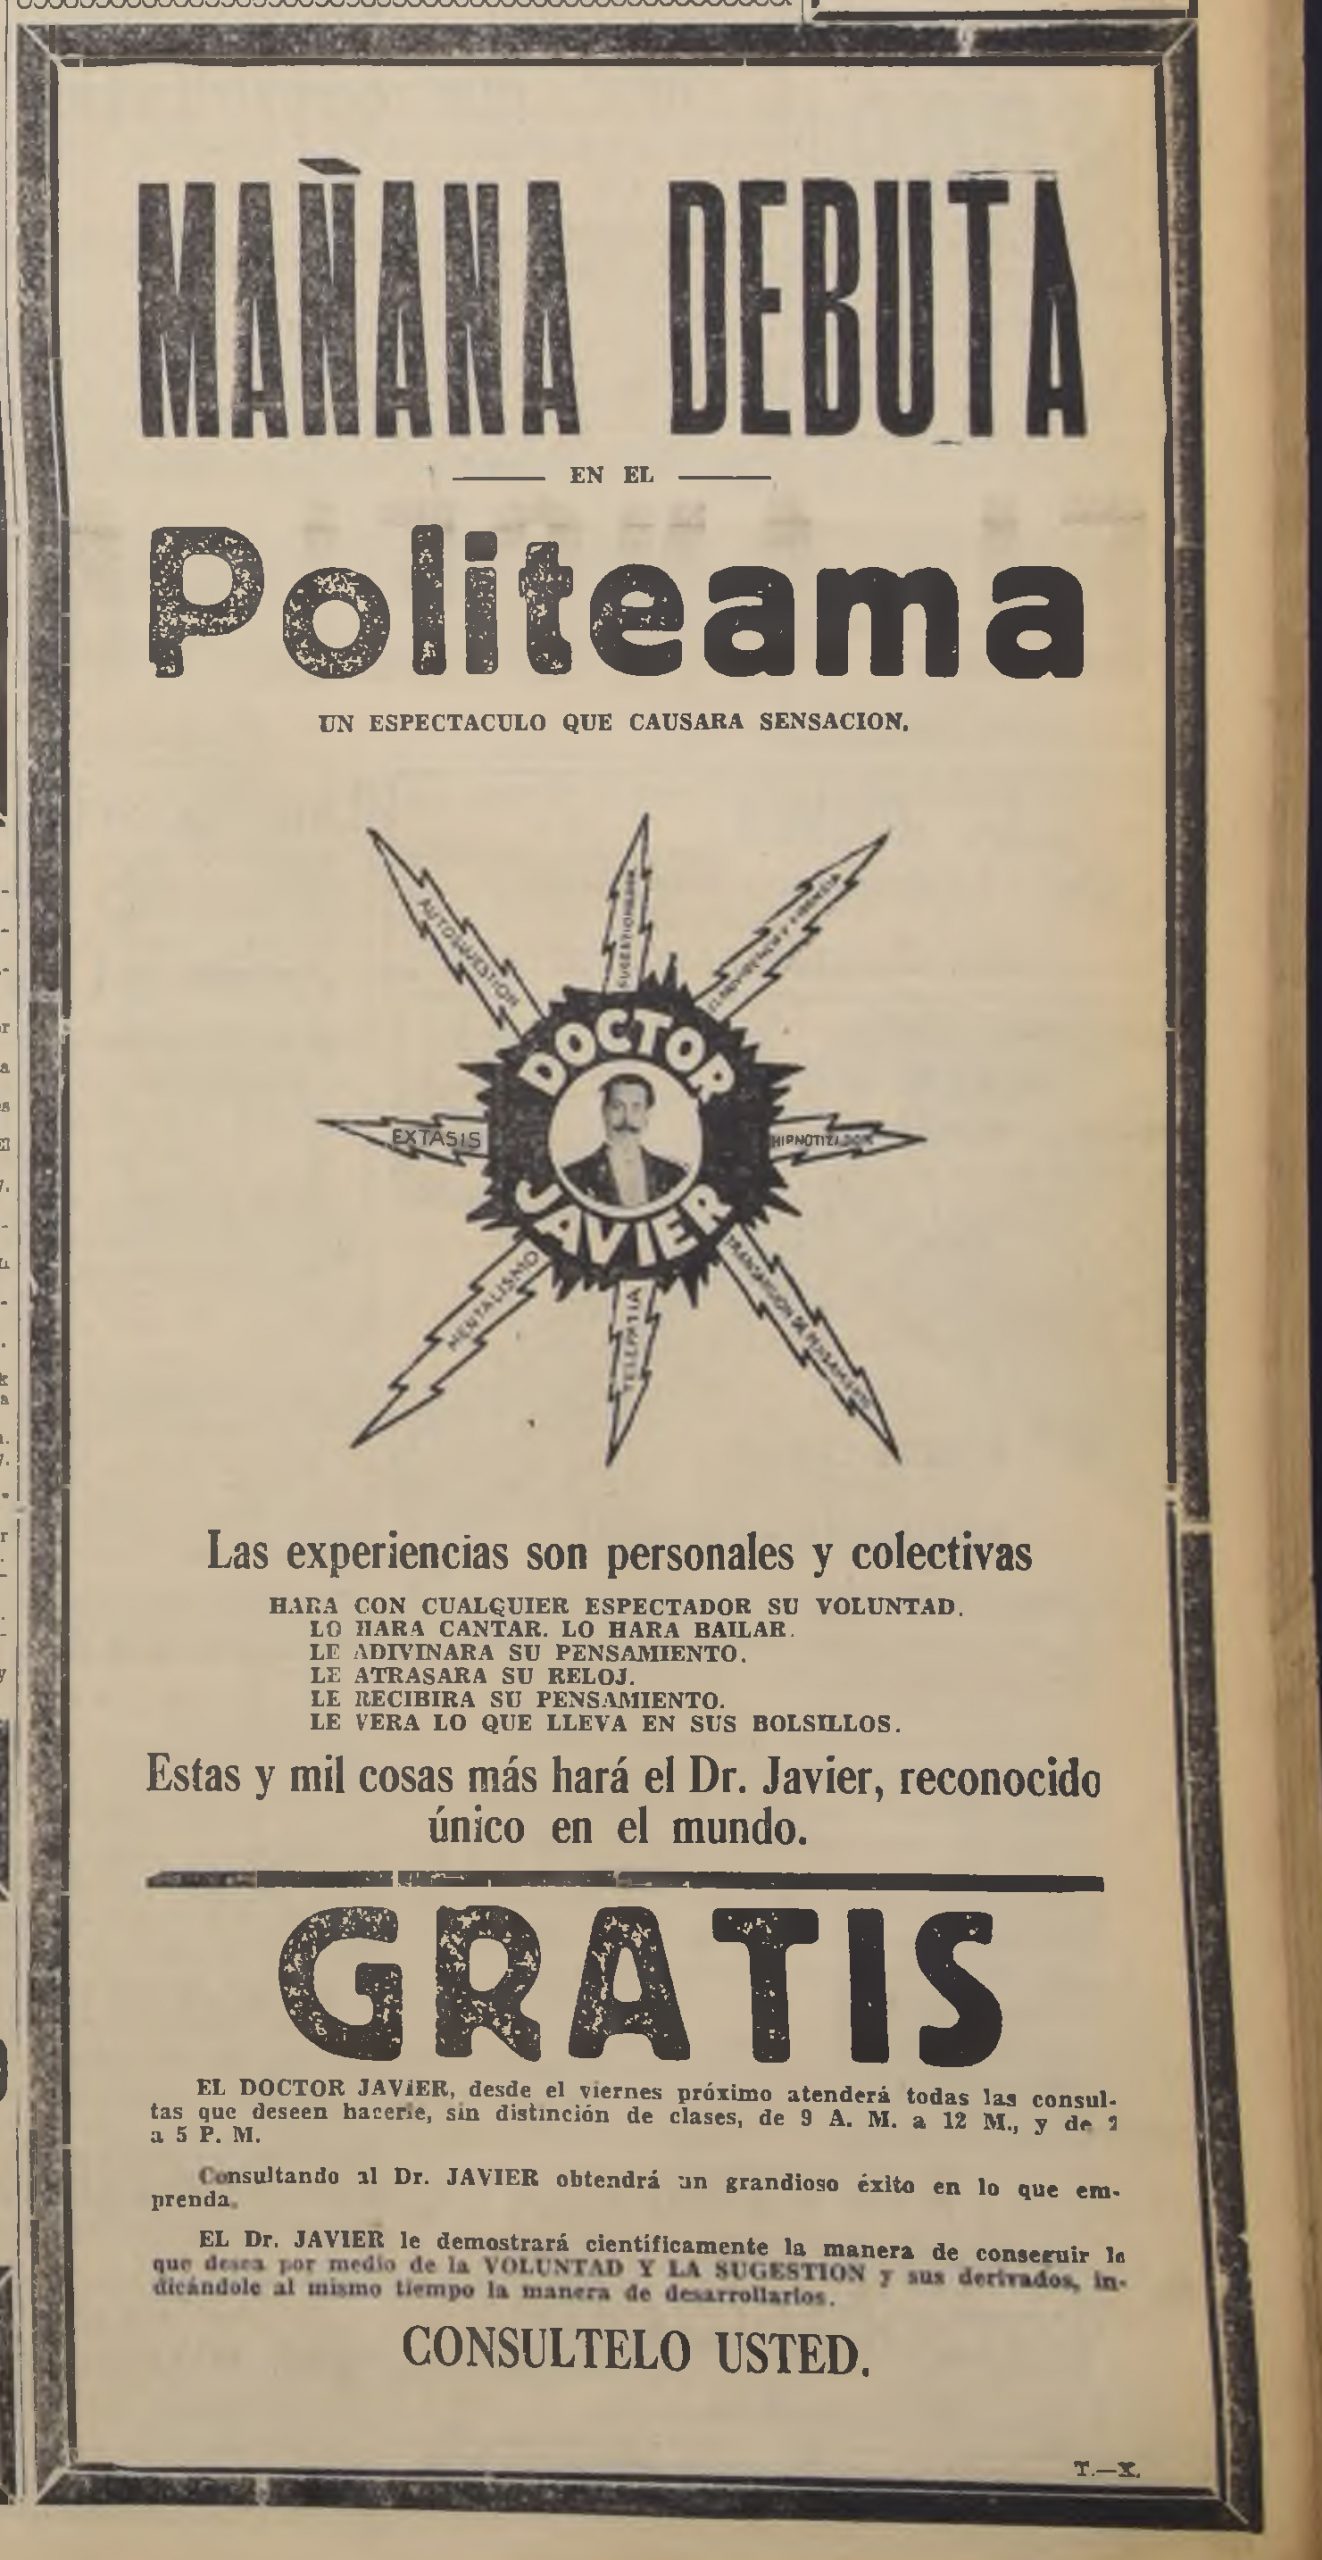 MAÑANA DEBUTA
EN EL
Politeama
UN ESPECTACULO QUE CAUSARA SENSACION.
AUTOSUGESTION
SUGESTIONADOR
EXTASIS
DOCTOR
JAVIER
HIPNOTIZADOR
MENTALISMO
TELEPATIA
Las experiencias son personales y colectivas
HARA CON CUALQUIER ESPECTADOR SU VOLUNTAD.
LO HARA CANTAR. LO HARA BAILAR.
LE ADIVINARA SU PENSAMIENTO.
LE ATRASARA SU RELOJ.
LE RECIBIRA SU PENSAMIENTO.
LE VERA LO QUE LLEVA EN SUS BOLSILLOS.
Estas y mil cosas más hará el Dr. Javier, reconocido
único en el mundo.
GRATIS
EL DOCTOR JAVIER, desde el viernes próximo atenderá todas las consul-
tas que deseen hacerle, sin distinción de clases, de 9 A. M. a 12 M., y de 2
a 5 P. M.
Consultando al Dr. JAVIER obtendrá un grandioso éxito en lo que em-
prenda.
EL Dr. JAVIER le demostrará científicamente la manera de conseguir lo
que desea por medio de la VOLUNTAD Y LA SUGESTION y sus derivados, in-
dicándole al mismo tiempo la manera de desarrollarlos.
CONSULTELO USTED.
T.—X.